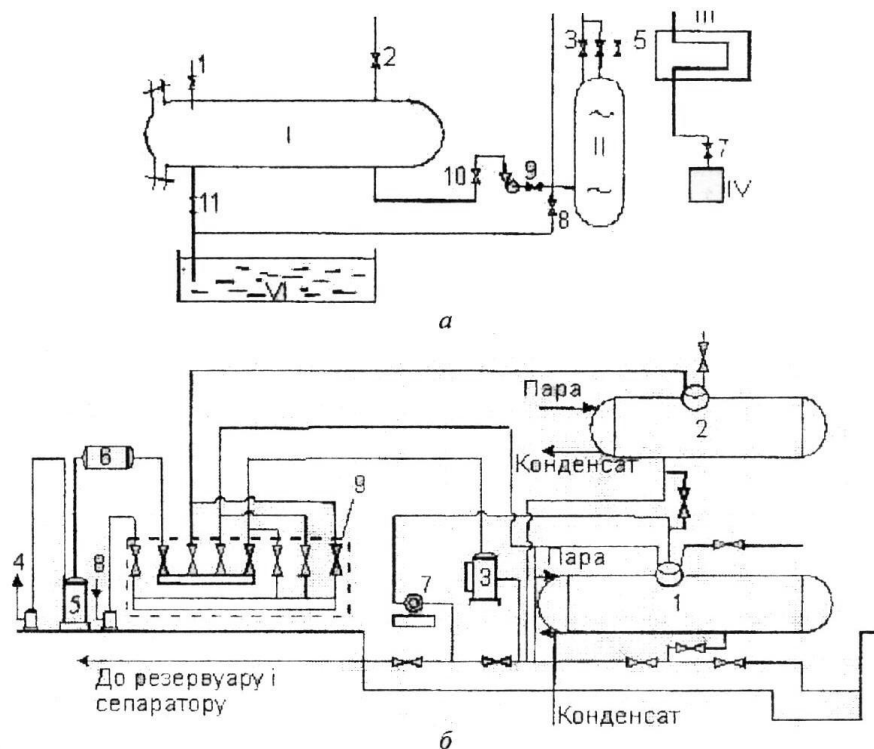 1
2
3
5
III
I
II
7
IV
10
9
8
11
VI
а
Пара
2
Конденсат
6
9
4
5
8
7
3
Пара
1
До резервуару і
сепаратору
Конденсат
б